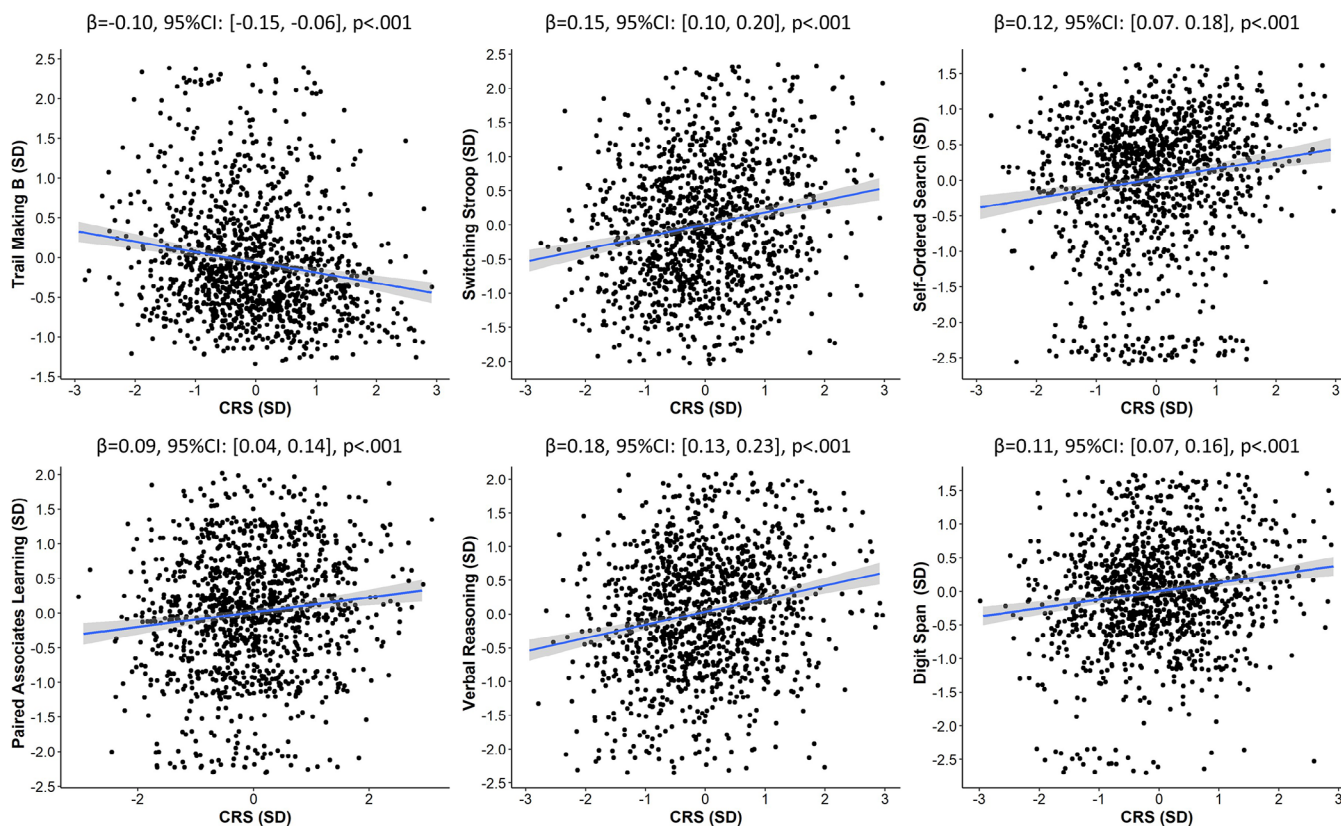 β=-0.10, 95%CI: [-0.15, -0.06], p<.001
2.5
2.0
1.5
1.0
0.5
0.0
-0.5
-1.0
-1.5
Trail Making B (SD)
-3 -2 -1 0 1 2 3
CRS (SD)
β=0.15, 95%CI: [0.10, 0.20], p<.001
2.5
2.0
1.5
1.0
0.5
0.0
-0.5
-1.0
-1.5
-2.0
Switching Stroop (SD)
-3 -2 -1 0 1 2 3
CRS (SD)
β=0.12, 95%CI: [0.07. 0.18], p<.001
1.5
1.0
0.5
0.0
-0.5
-1.0
-1.5
-2.0
-2.5
Self-Ordered Search (SD)
-3 -2 -1 0 1 2 3
CRS (SD)
β=0.09, 95%CI: [0.04, 0.14], p<.001
2.0
1.5
1.0
0.5
0.0
-0.5
-1.0
-1.5
-2.0
-2.5
Paired Associates Learning (SD)
-2 0 2
CRS (SD)
β=0.18, 95%CI: [0.13, 0.23], p<.001
2.0
1.5
1.0
0.5
0.0
-0.5
-1.0
-1.5
-2.0
-2.5
Verbal Reasoning (SD)
-3 -2 -1 0 1 2 3
CRS (SD)
β=0.11, 95%CI: [0.07, 0.16], p<.001
1.5
1.0
0.5
0.0
-0.5
-1.0
-1.5
-2.0
-2.5
Digit Span (SD)
-3 -2 -1 0 1 2 3
CRS (SD)